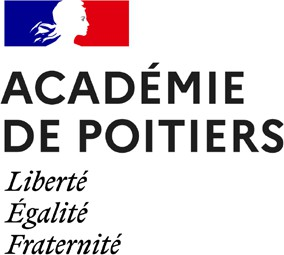 ACADÉMIE
DE POITIERS
Liberté
Égalité
Fraternité